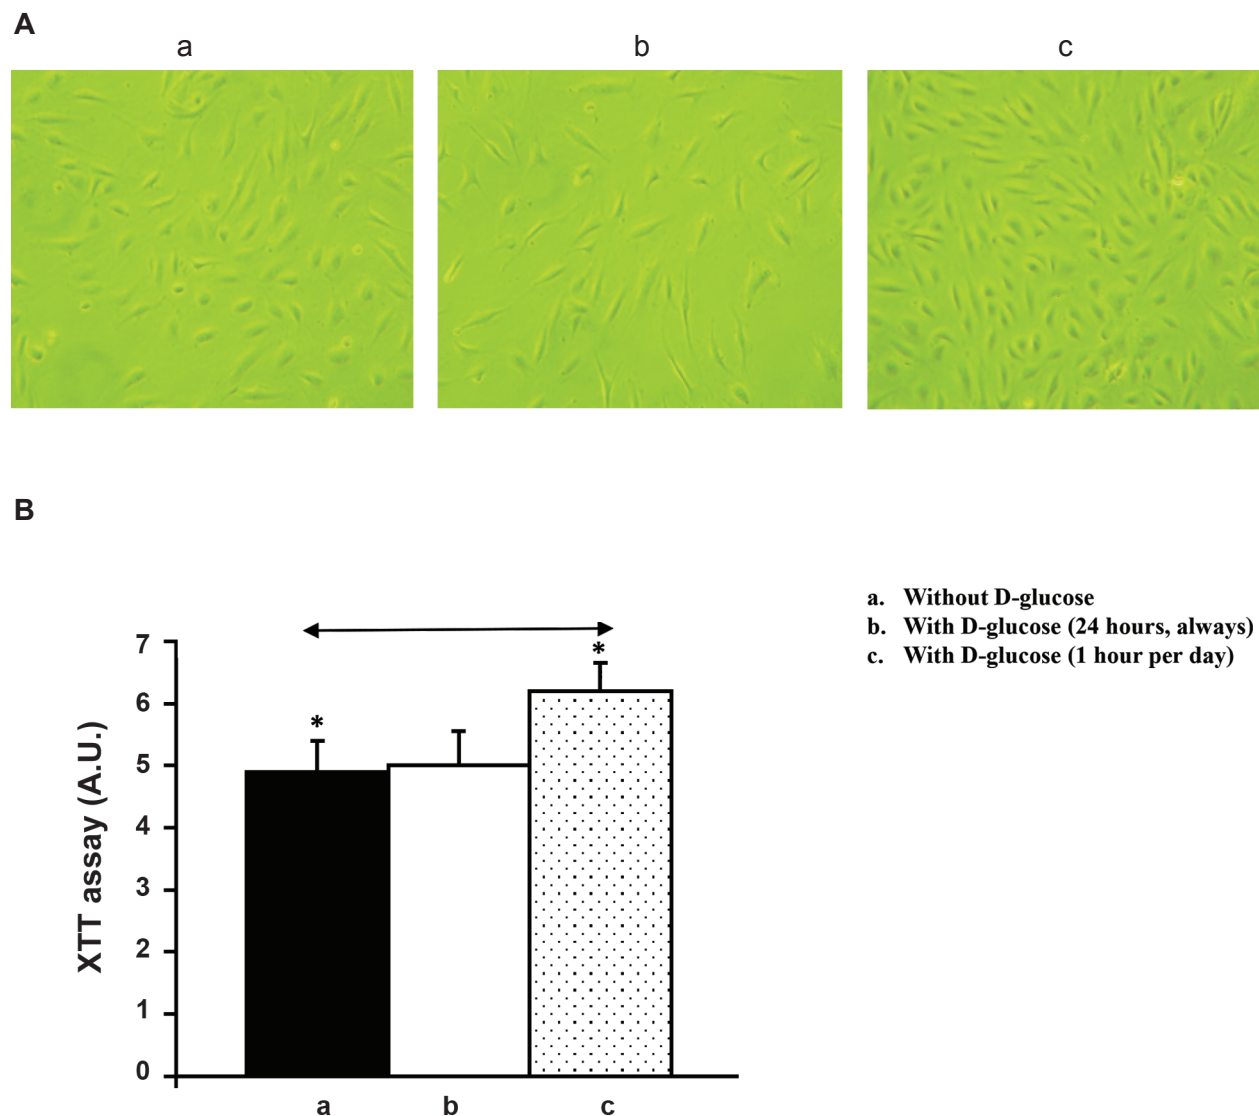 A
a
b
c
B
a. Without D-glucose
b. With D-glucose (24 hours, always)
c. With D-glucose (1 hour per day)
XTT assay (A.U.)
7
6
5
4
3
2
1
0
*
*
a
b
c